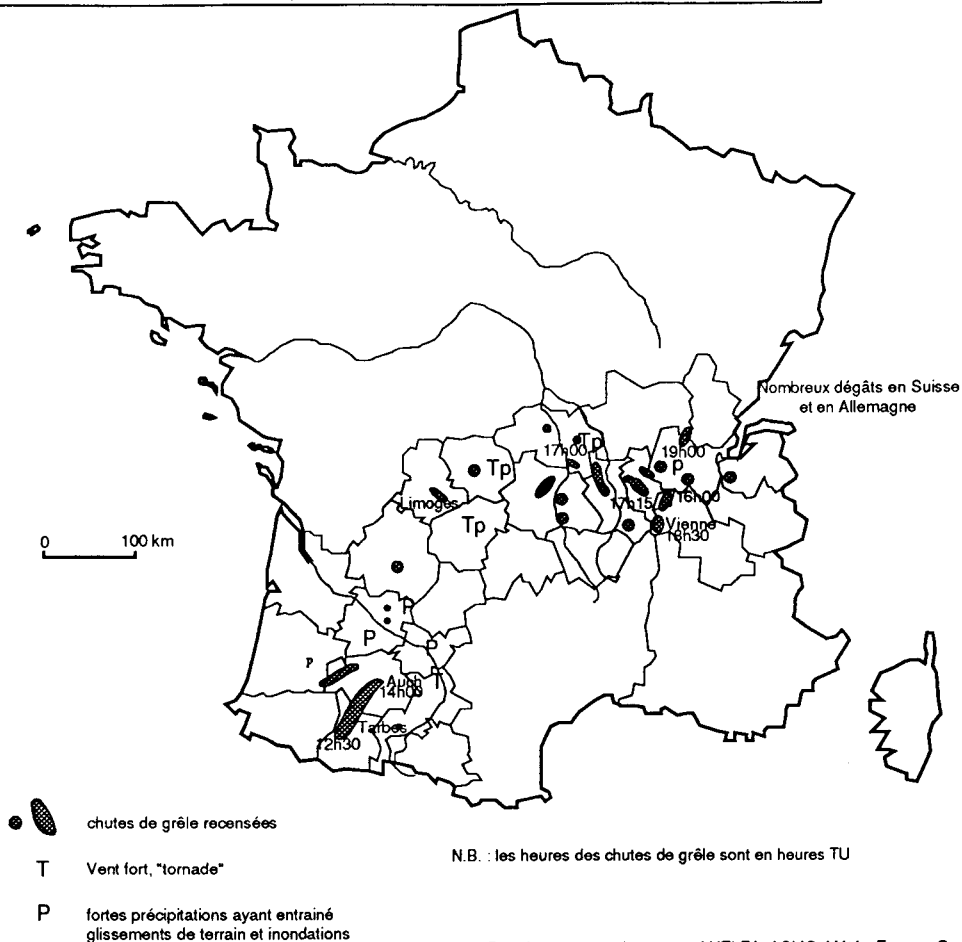 Nombreux dégâts en Suisse
et en Allemagne
Tp
17h00
19h00
P
Tp
Limoges
17h15
16h00
Vienne
18h30
Tp
0 100 km
P
P
P
P
Auch T
14h00
Tarbes
12h30
chutes de grêle recensées
T Vent fort, "tornade"
N.B. : les heures des chutes de grêle sont en heures TU
P fortes précipitations ayant entrainé
glissements de terrain et inondations